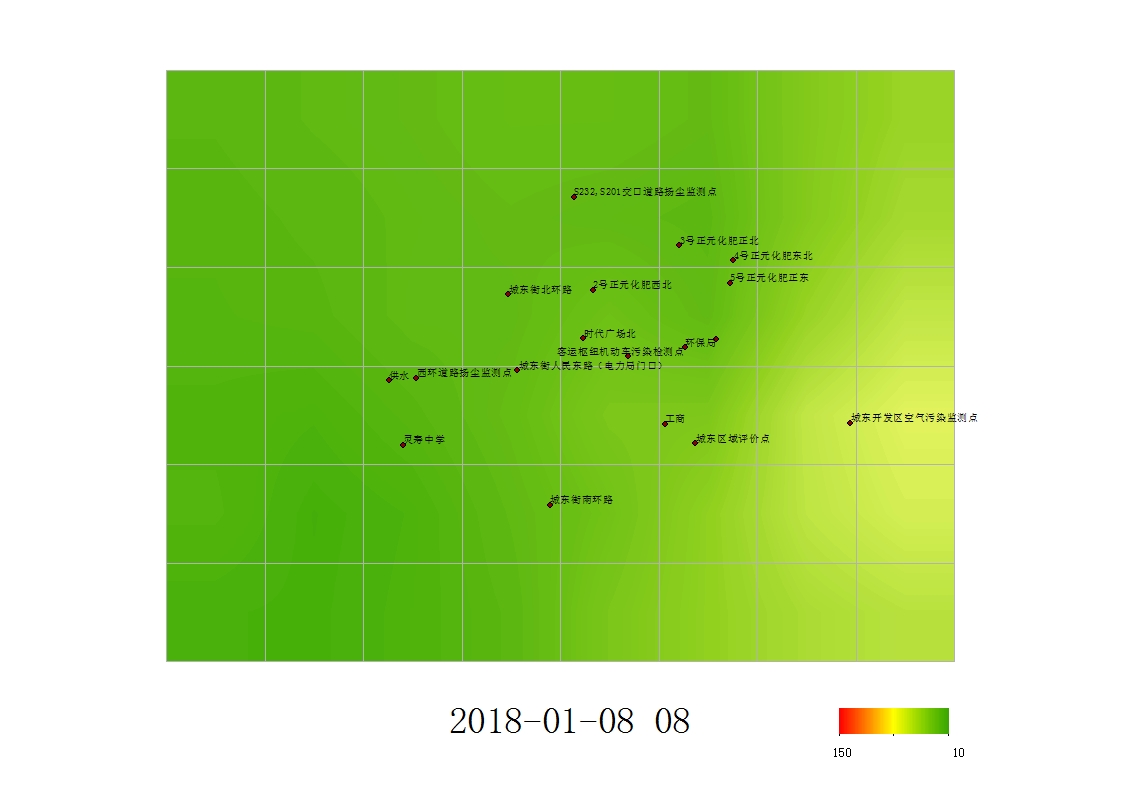 S232,S201交口道路扬尘监测点
3号正元化肥正北
4号正元化肥东北
5号正元化肥正东
2号正元化肥西北
城东街北环路
时代广场北
环保局
客运枢纽机动车污染检测点
城东街人民东路（电力局门口）
西环道路扬尘监测点
供水
城东开发区空气污染监测点
工商
城东区域评价点
灵寿中学
城东街南环路
2018-01-08 08
150
10